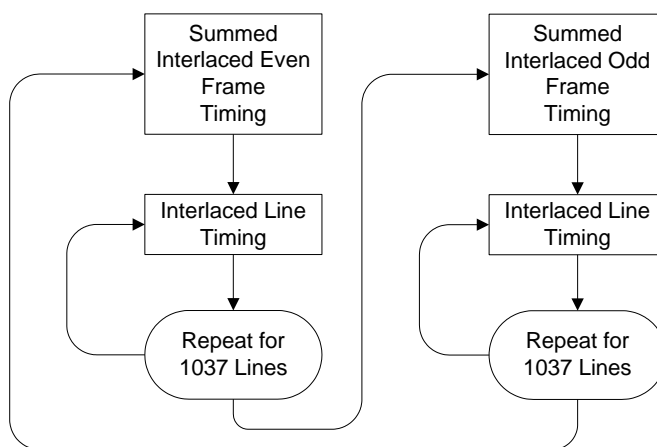 Summed
Interlaced Even
Frame
Timing
Interlaced Line
Timing
Repeat for
1037 Lines
Summed
Interlaced Odd
Frame
Timing
Interlaced Line
Timing
Repeat for
1037 Lines